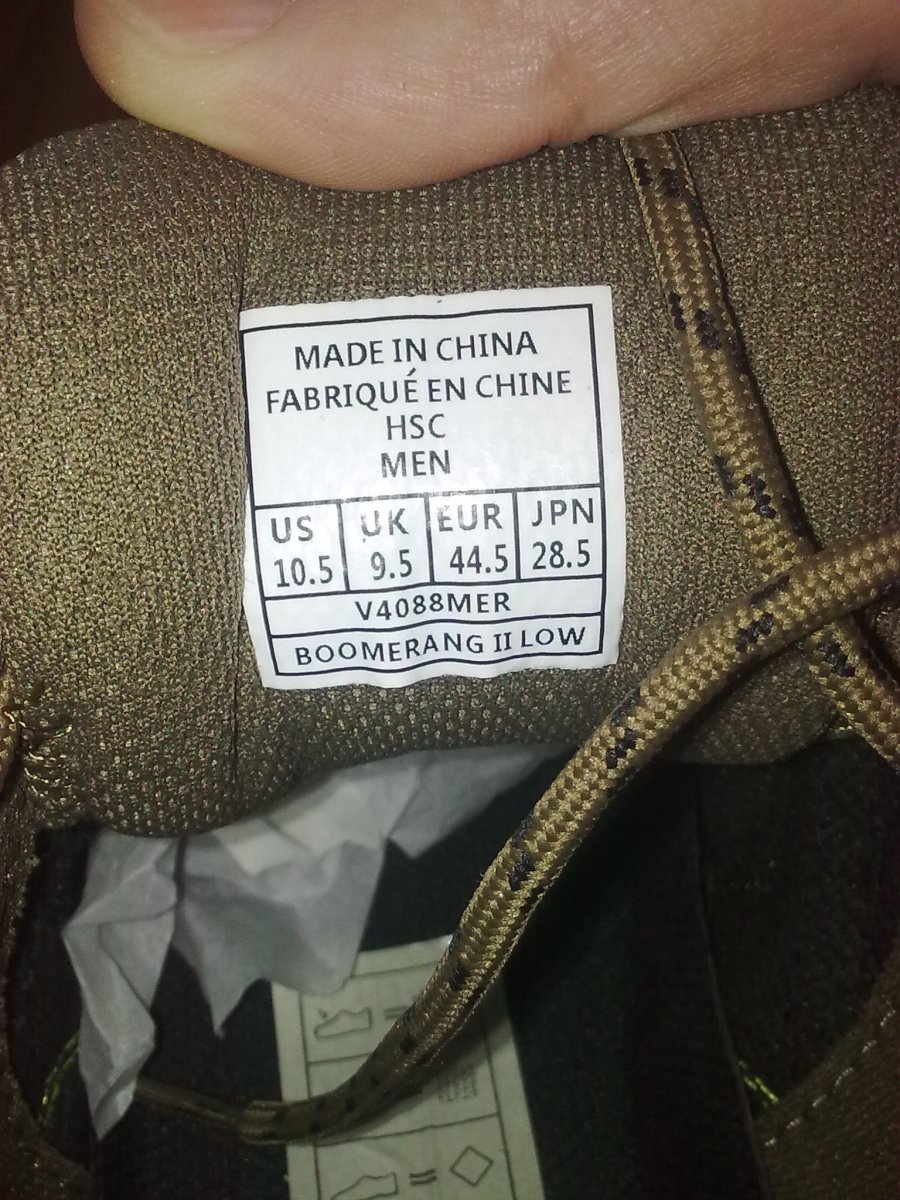 MADE IN CHINA
FABRIQUÉ EN CHINE
HSC
MEN
US UK EUR JPN
10.5 9.5 44.5 28.5
V4088MER
BOOMERANG II LOW